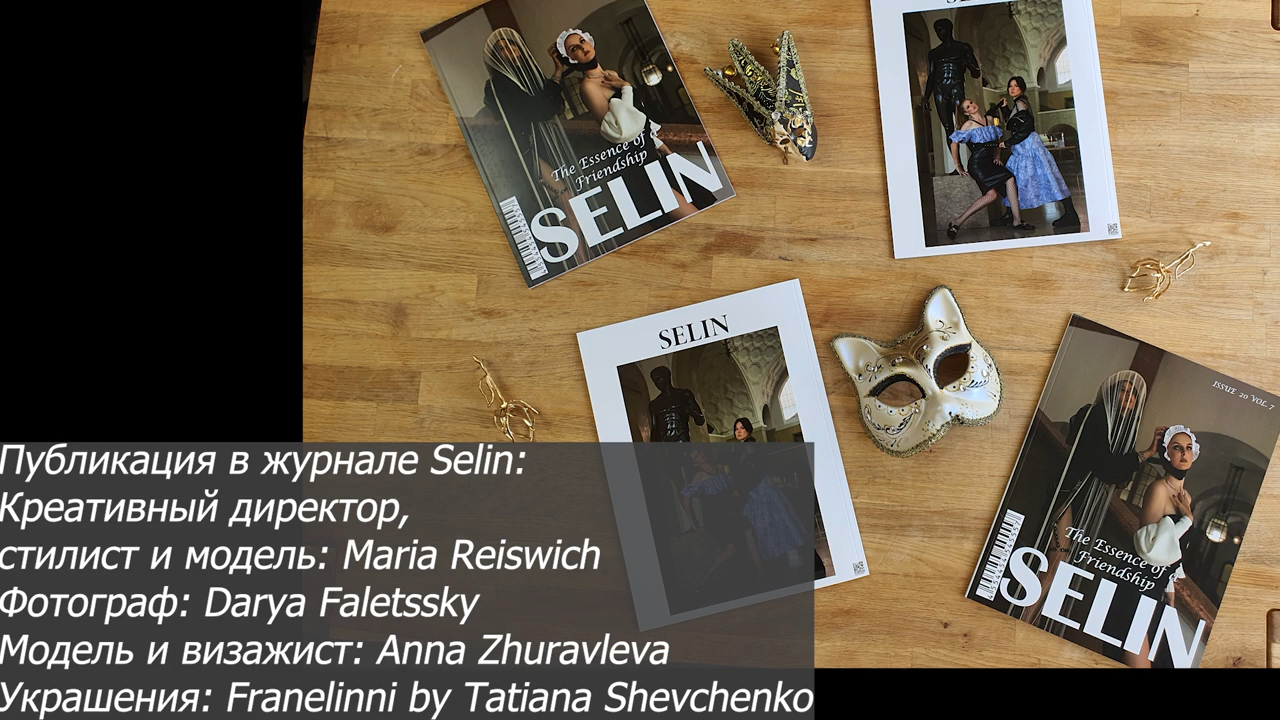 The Essence of
Friendship
SELIN
SELIN
ISSUE 20 VOL. 7
The Essence of
Friendship
SELIN
Публикация в журнале Selin:
Креативный директор,
стилист и модель: Maria Reiswich
Фотограф: Darya Faletssky
Модель и визажист: Anna Zhuravleva
Украшения: Franelinni by Tatiana Shevchenko